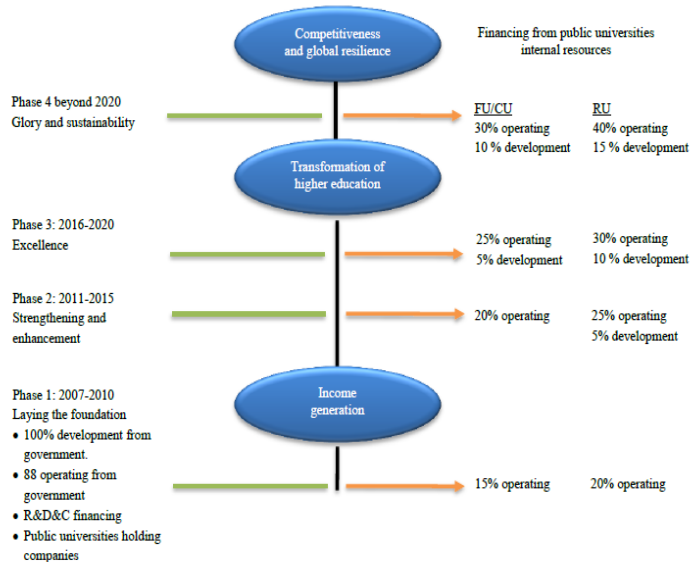 Competitiveness
and global resilience
Financing from public universities
internal resources
Phase 4 beyond 2020
Glory and sustainability
FU/CU
30% operating
10 % development
RU
40% operating
15 % development
Transformation of
higher education
Phase 3: 2016-2020
Excellence
25% operating
5% development
30% operating
10 % development
Phase 2: 2011-2015
Strengthening and
enhancement
20% operating
25% operating
5% development
Income
generation
Phase 1: 2007-2010
Laying the foundation
• 100% development from
government.
• 88 operating from
government
• R&D&C financing
• Public universities holding
companies
15% operating
20% operating